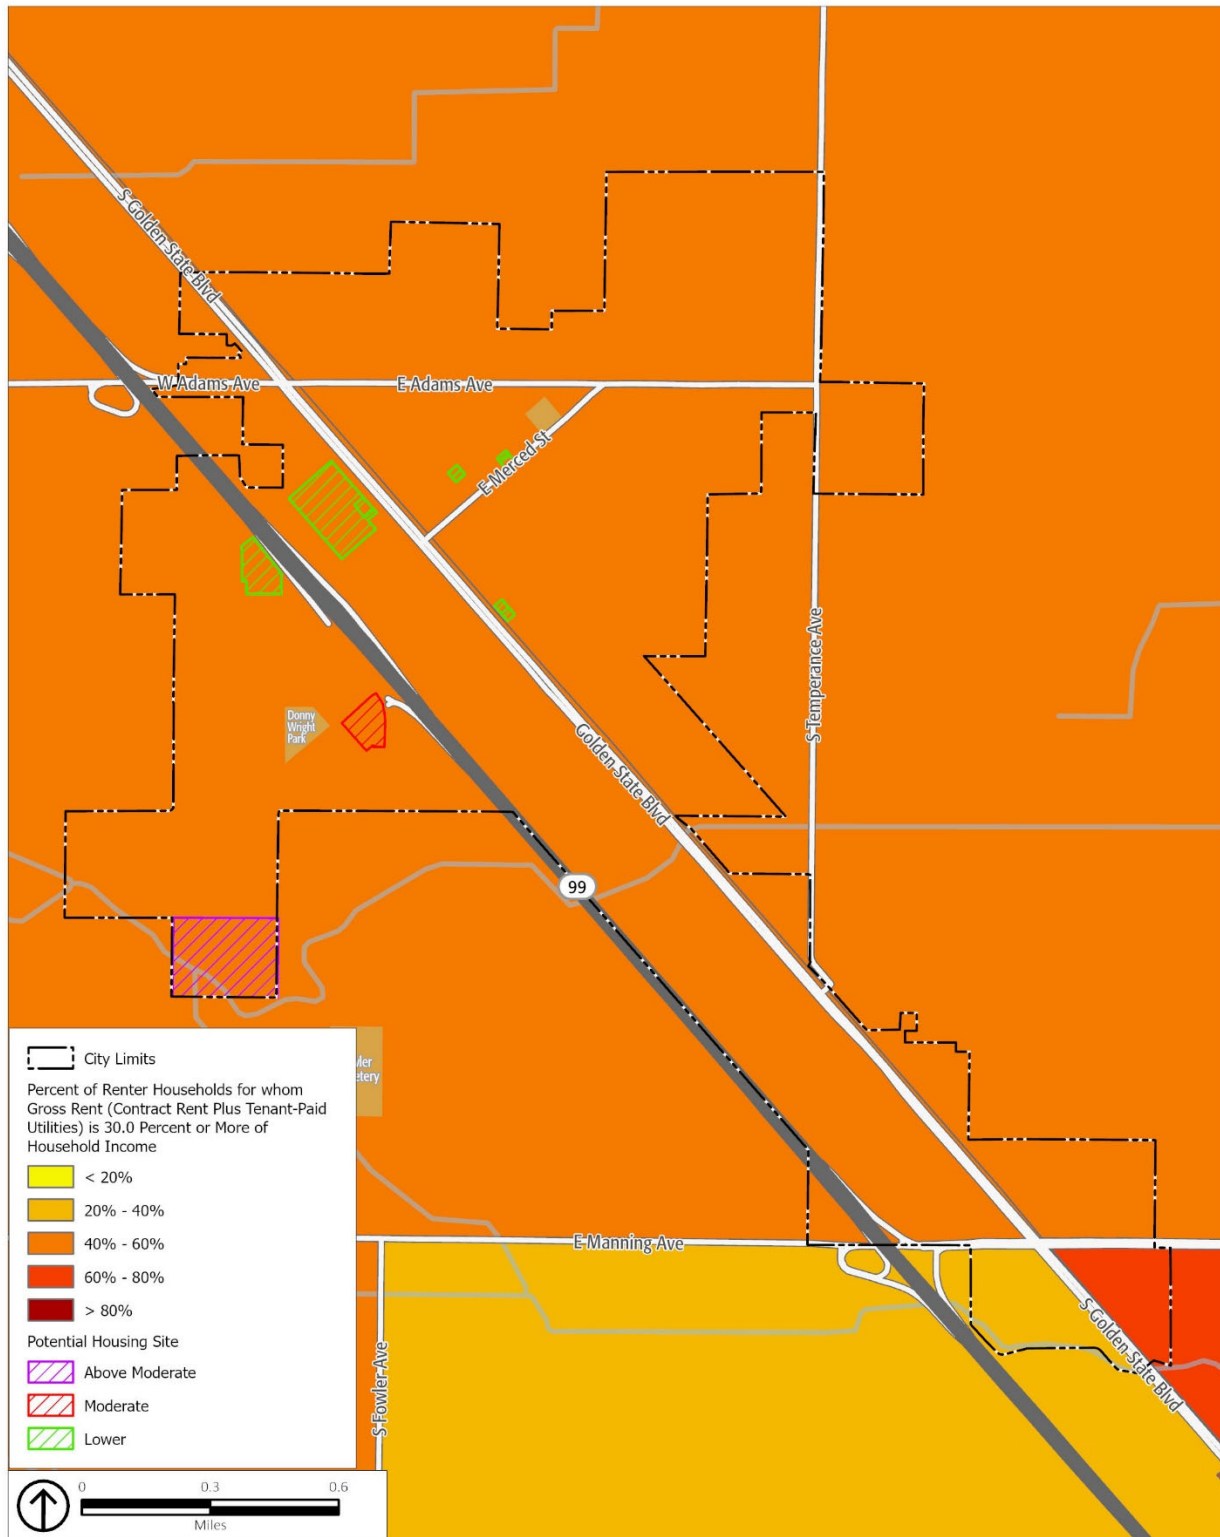 S Golden State Blvd
W Adams Ave
E Adams Ave
E Merced St
S Temperance Ave
Donny
Wright
Park
Golden State Blvd
99
City Limits
Percent of Renter Households for whom
Gross Rent (Contract Rent Plus Tenant-Paid
Utilities) is 30.0 Percent or More of
Household Income
< 20%
20% - 40%
40% - 60%
60% - 80%
> 80%
Potential Housing Site
Above Moderate
Moderate
Lower
wler
etery
E Manning Ave
S Fowler Ave
S Golden State Blvd
0 0.3 0.6
Miles